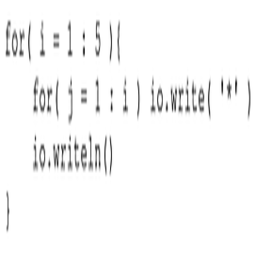 for( i = 1 : 5 ){
    for( j = 1 : i ) io.write( '*' )
    io.writeln()
}